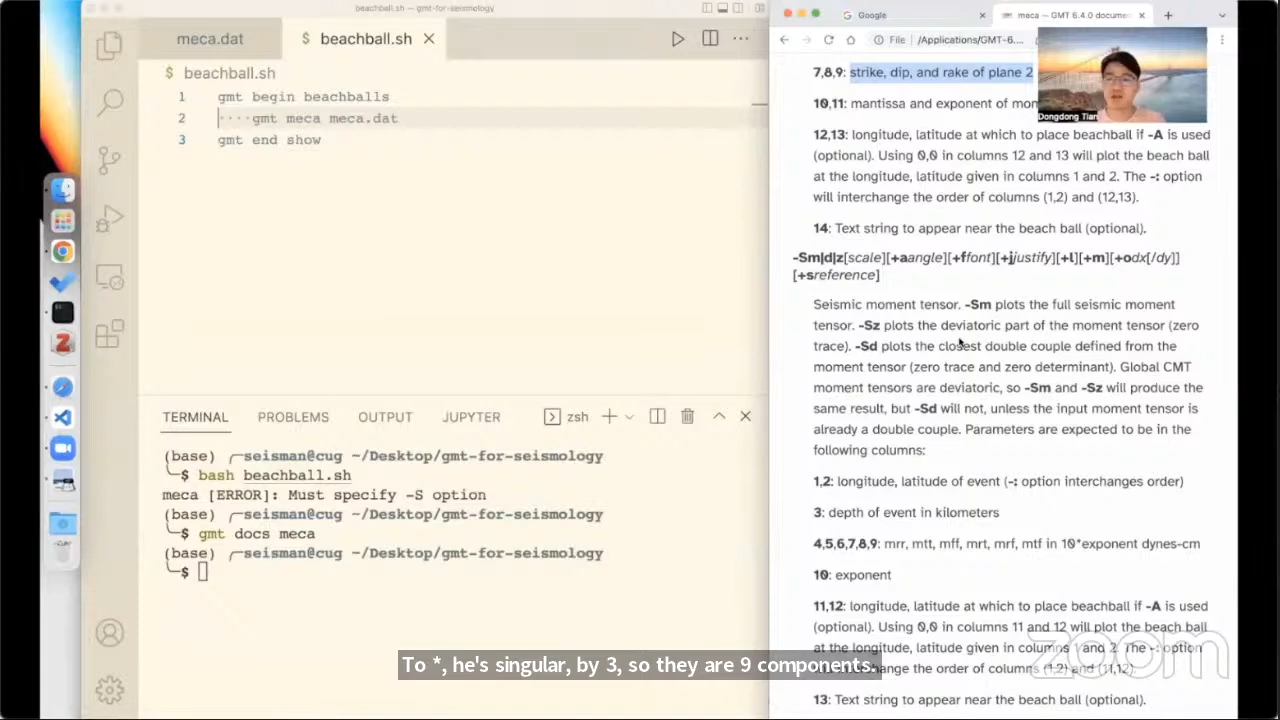 beachball.sh — gmt-for-seismology
meca.dat
$ beachball.sh
$ beachball.sh
1 gmt begin beachballs
2 ····gmt meca meca.dat
3 gmt end show
TERMINAL PROBLEMS OUTPUT JUPYTER zsh
(base) ╭─seisman@cug ~/Desktop/gmt-for-seismology
╰─$ bash beachball.sh
meca [ERROR]: Must specify -S option
(base) ╭─seisman@cug ~/Desktop/gmt-for-seismology
╰─$ gmt docs meca
(base) ╭─seisman@cug ~/Desktop/gmt-for-seismology
╰─$
Google
meca — GMT 6.4.0 docume
File /Applications/GMT-6....
7,8,9: strike, dip, and rake of plane 2
10,11: mantissa and exponent of mom
Dongdong Tian
12,13: longitude, latitude at which to place beachball if -A is used
(optional). Using 0,0 in columns 12 and 13 will plot the beach ball
at the longitude, latitude given in columns 1 and 2. The -: option
will interchange the order of columns (1,2) and (12,13).
14: Text string to appear near the beach ball (optional).
-Sm|d|z[scale][+aangle][+ffont][+jjustify][+l][+m][+odx[/dy]]
[+sreference]
Seismic moment tensor. -Sm plots the full seismic moment
tensor. -Sz plots the deviatoric part of the moment tensor (zero
trace). -Sd plots the closest double couple defined from the
moment tensor (zero trace and zero determinant). Global CMT
moment tensors are deviatoric, so -Sm and -Sz will produce the
same result, but -Sd will not, unless the input moment tensor is
already a double couple. Parameters are expected to be in the
following columns:
1,2: longitude, latitude of event (-: option interchanges order)
3: depth of event in kilometers
4,5,6,7,8,9: mrr, mtt, mff, mrt, mrf, mtf in 10*exponent dynes-cm
10: exponent
11,12: longitude, latitude at which to place beachball if -A is used
(optional). Using 0,0 in columns 11 and 12 will plot the beach ball
at the longitude, latitude given in columns 1 and 2. The -: option
change the order of columns (1,2) and (11,12).
13: Text string to appear near the beach ball (optional).
zoom
To *, he's singular, by 3, so they are 9 components.